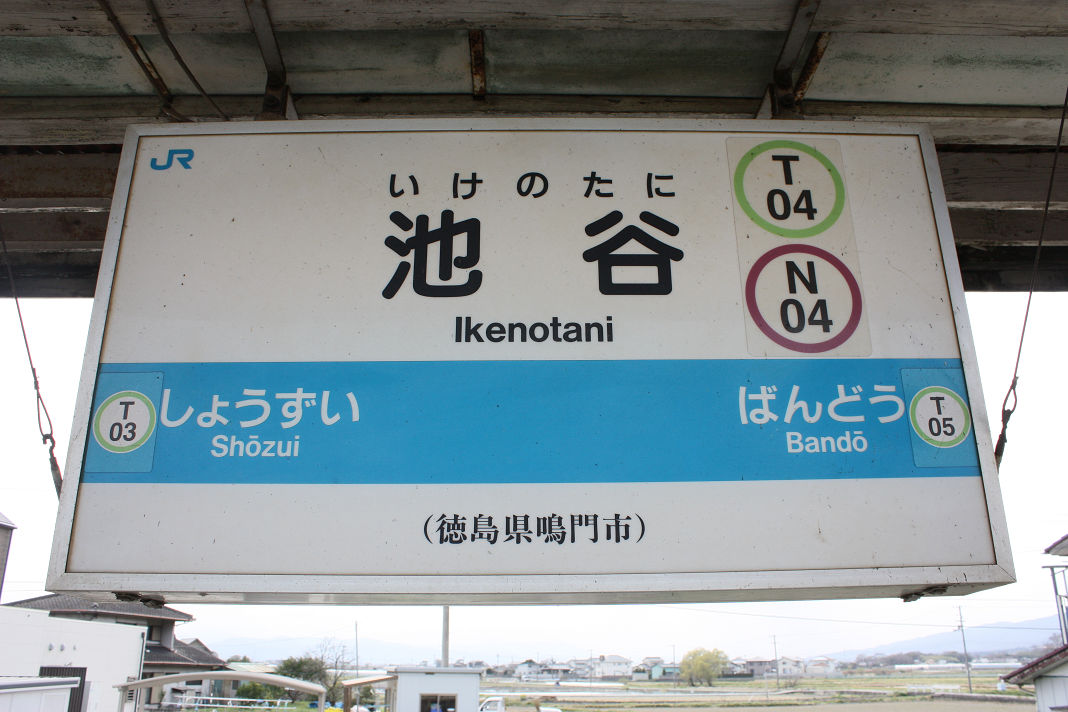 JR
いけのたに
池谷
Ikenotani
T
04
N
04
T
03
しょうずい
Shōzui
ばんどう
Bandō
T
05
(徳島県鳴門市)